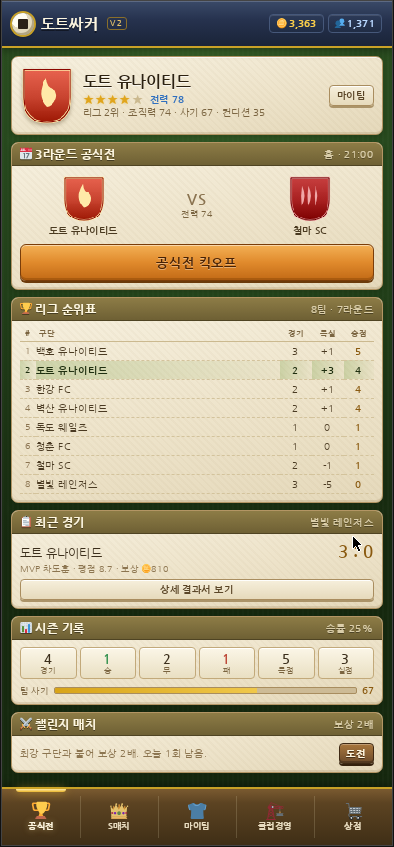 도트싸커 V2 3,363 1,371
도트 유나이티드
전력 78
리그 2위 · 조직력 74 · 사기 67 · 컨디션 35
마이팀
3라운드 공식전 홈 · 21:00
VS
전력 74
도트 유나이티드 철마 SC
공식전 킥오프
리그 순위표 8팀 · 7라운드
# 구단 경기 득실 승점
1 백호 유나이티드 3 +1 5
2 도트 유나이티드 2 +3 4
3 한강 FC 2 +1 4
4 벽산 유나이티드 2 +1 4
5 독도 웨일즈 1 0 1
6 청춘 FC 1 0 1
7 철마 SC 2 -1 1
8 별빛 레인저스 3 -5 0
최근 경기 별빛 레인저스
도트 유나이티드 3 : 0
MVP 차도훈 · 평점 8.7 · 보상 810
상세 결과서 보기
시즌 기록 승률 25%
4 1 2 1 5 3
경기 승 무 패 득점 실점
팀 사기 67
챌린지 매치 보상 2배
최강 구단과 붙어 보상 2배. 오늘 1회 남음.
도전
공식전 S매치 마이팀 클럽경영 상점